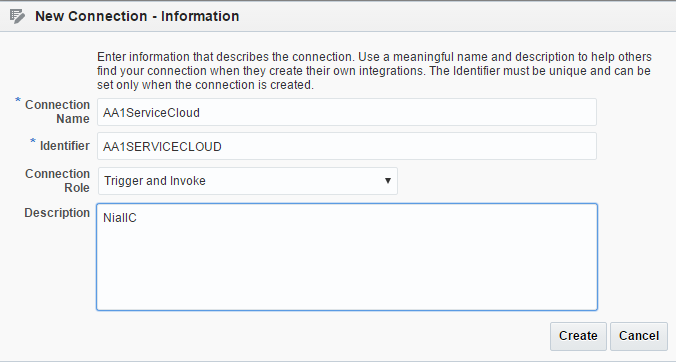 New Connection - Information
Enter information that describes the connection. Use a meaningful name and description to help others
find your connection when they create their own integrations. The Identifier must be unique and can be
set only when the connection is created.
* Connection
Name
AA1ServiceCloud
* Identifier
AA1SERVICECLOUD
Connection
Role
Trigger and Invoke
Description
NiallC
Create
Cancel